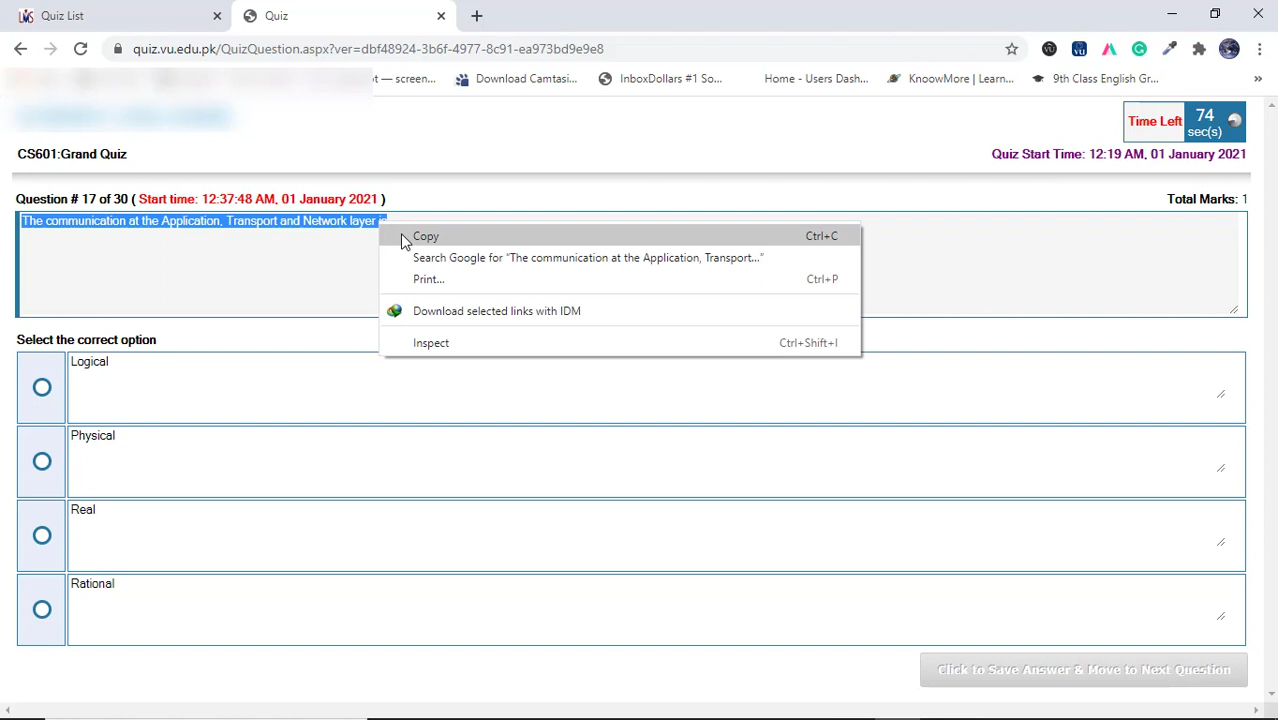 Quiz List
Quiz
quiz.vu.edu.pk/QuizQuestion.aspx?ver=dbf48924-3b6f-4977-8c91-ea973bd9e9e8
ot — screen...
Download Camtasi...
InboxDollars #1 So...
Home - Users Dash...
KnoowMore | Learn...
9th Class English Gr...
»
Time Left 74 sec(s)
CS601:Grand Quiz
Quiz Start Time: 12:19 AM, 01 January 2021
Question # 17 of 30 ( Start time: 12:37:48 AM, 01 January 2021 )
Total Marks: 1
The communication at the Application, Transport and Network layer is
Copy Ctrl+C
Search Google for “The communication at the Application, Transport...”
Print... Ctrl+P
Download selected links with IDM
Inspect Ctrl+Shift+I
Select the correct option
Logical
Physical
Real
Rational
Click to Save Answer & Move to Next Question